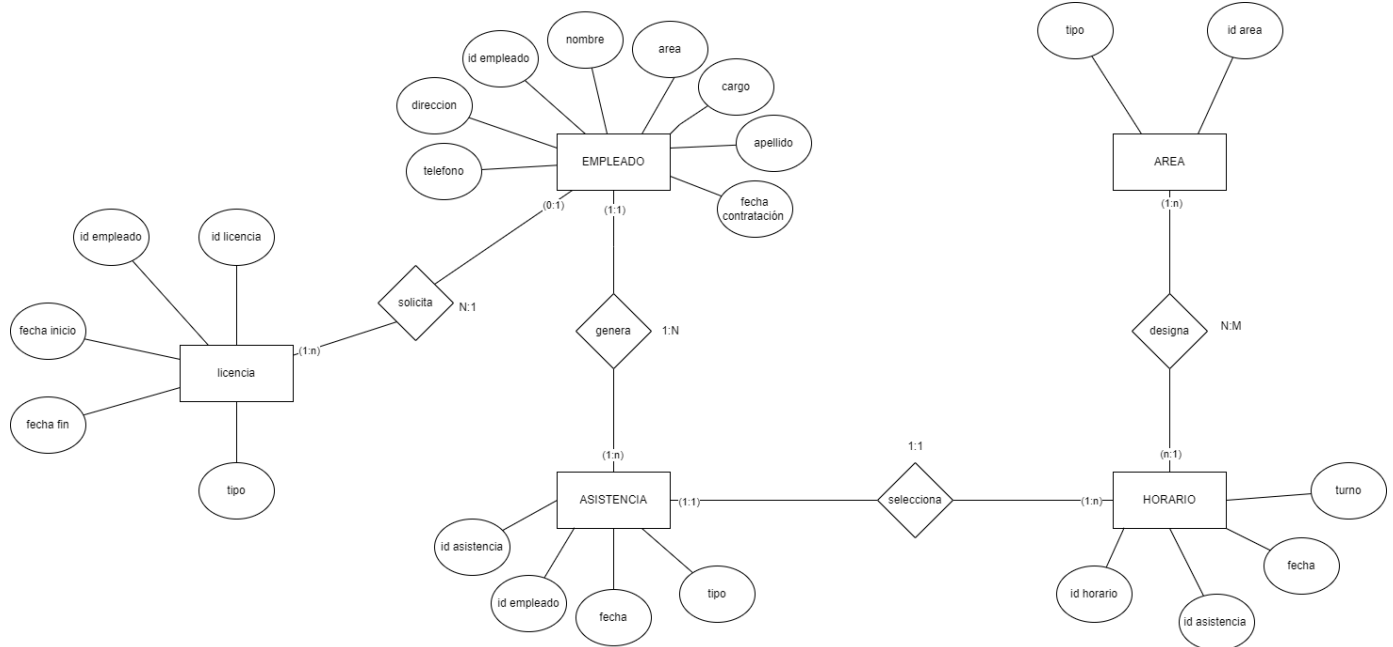 nombre
area
tipo
id area
id empleado
cargo
direccion
apellido
EMPLEADO
AREA
telefono
fecha
contratación
(0:1)
(1:1)
(1:n)
id empleado
id licencia
solicita
N:1
fecha inicio
genera
1:N
designa
N:M
(1:n)
licencia
fecha fin
1:1
(1:n)
(n:1)
tipo
ASISTENCIA
(1:1)
selecciona
(1:n)
HORARIO
turno
id asistencia
fecha
id empleado
tipo
id horario
fecha
id asistencia